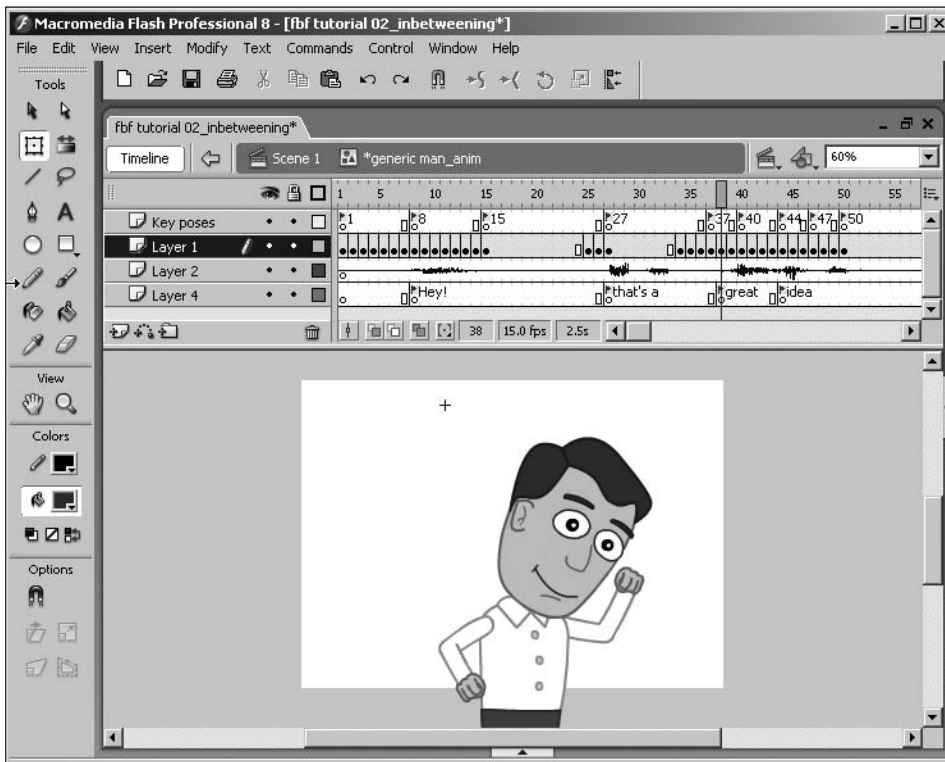 Macromedia Flash Professional 8 - [fbf tutorial 02_inbetweening*]
File Edit View Insert Modify Text Commands Control Window Help
Tools
fbf tutorial 02_inbetweening*
Timeline Scene 1 *generic man_anim 60%
1 5 10 15 20 25 30 35 40 45 50 55
Key poses 1 8 15 27 37 40 44 47 50
Layer 1
Layer 2
Layer 4 Hey! that's a great idea
38 15.0 fps 2.5s
A
View
Colors
Options